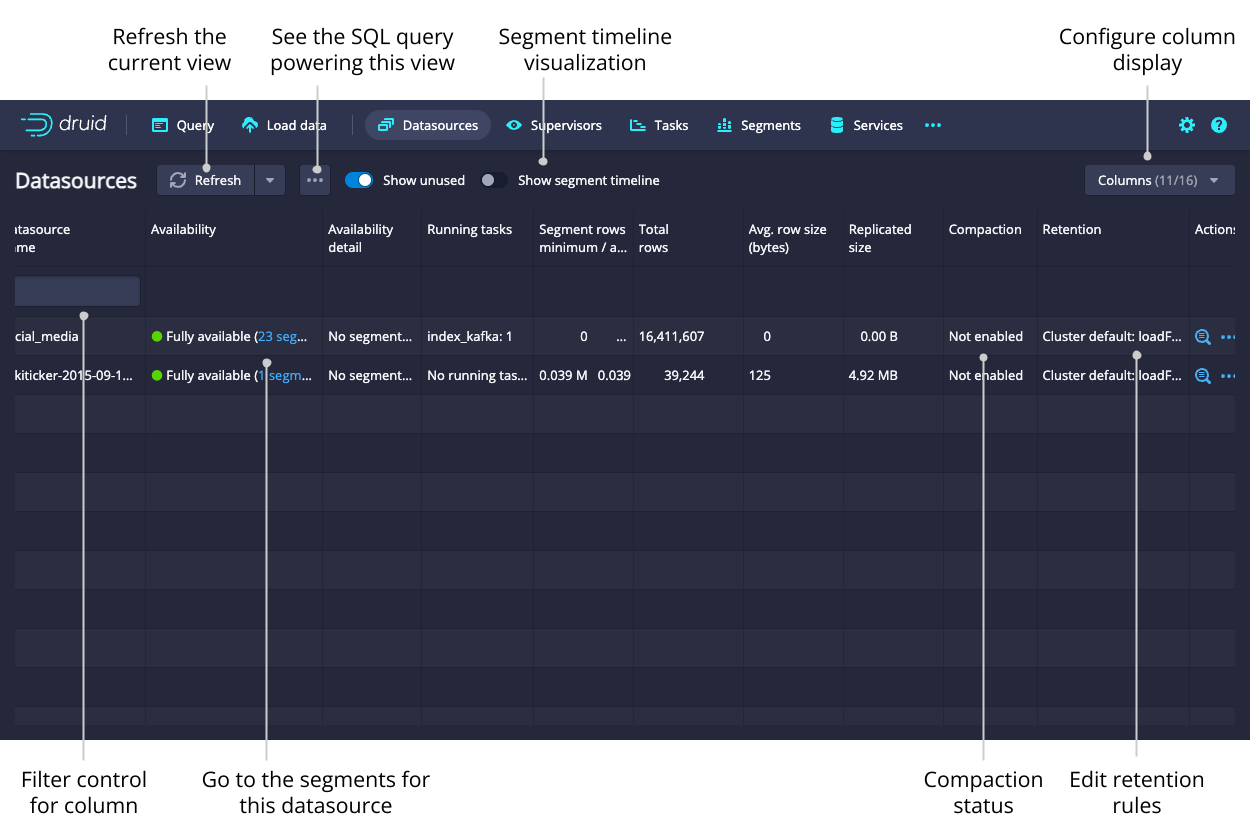 Refresh the
current view
See the SQL query
powering this view
Segment timeline
visualization
Configure column
display
druid
Query
Load data
Datasources
Supervisors
Tasks
Segments
Services
Datasources
Refresh
Show unused
Show segment timeline
Columns (11/16)
atasource
me
Availability
Availability
detail
Running tasks
Segment rows
minimum / a...
Total
rows
Avg. row size
(bytes)
Replicated
size
Compaction
Retention
Actions
cial_media
Fully available (23 seg...
No segment...
index_kafka: 1
0
...
16,411,607
0
0.00 B
Not enabled
Cluster default: loadF...
kiticker-2015-09-1...
Fully available (1 segm...
No segment...
No running tas...
0.039 M
0.039
39,244
125
4.92 MB
Not enabled
Cluster default: loadF...
Filter control
for column
Go to the segments for
this datasource
Compaction
status
Edit retention
rules